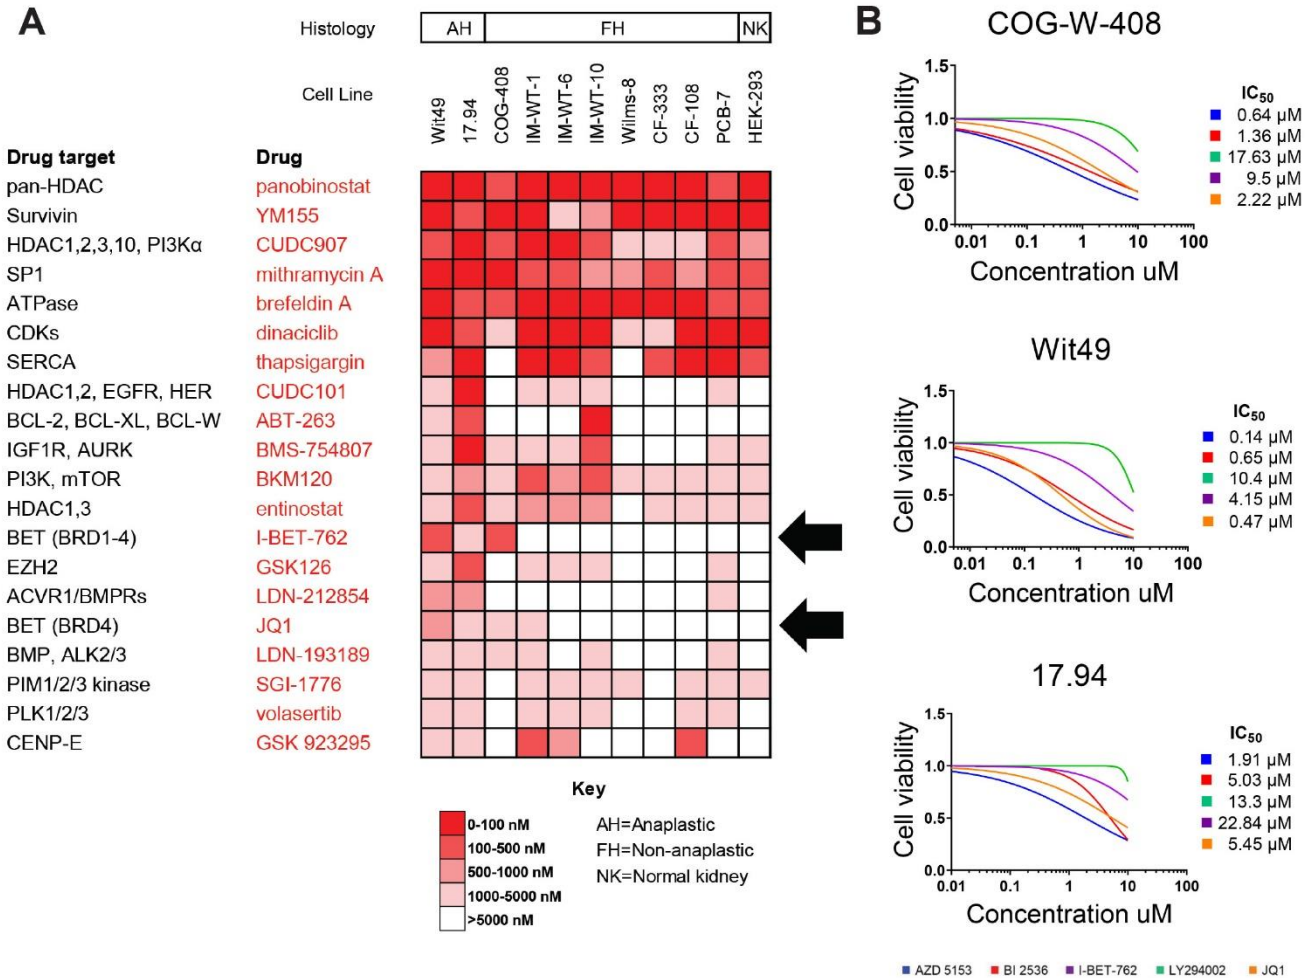 A
Histology
AH FH NK
Cell Line
Wit49 17.94 COG-408 IM-WT-1 IM-WT-6 IM-WT-10 Wilms-8 CF-333 CF-108 PCB-7 HEK-293
Drug target Drug
pan-HDAC panobinostat
Survivin YM155
HDAC1,2,3,10, PI3Kα CUDC907
SP1 mithramycin A
ATPase brefeldin A
CDKs dinaciclib
SERCA thapsigargin
HDAC1,2, EGFR, HER CUDC101
BCL-2, BCL-XL, BCL-W ABT-263
IGF1R, AURK BMS-754807
PI3K, mTOR BKM120
HDAC1,3 entinostat
BET (BRD1-4) I-BET-762
EZH2 GSK126
ACVR1/BMPRs LDN-212854
BET (BRD4) JQ1
BMP, ALK2/3 LDN-193189
PIM1/2/3 kinase SGI-1776
PLK1/2/3 volasertib
CENP-E GSK 923295
Key
0-100 nM
100-500 nM
500-1000 nM
1000-5000 nM
>5000 nM
AH=Anaplastic
FH=Non-anaplastic
NK=Normal kidney
B
COG-W-408
Cell viability
1.5
1.0
0.5
0.0
0.01 0.1 1 10 100
Concentration uM
IC50
0.64 µM
1.36 µM
17.63 µM
9.5 µM
2.22 µM
Wit49
Cell viability
1.5
1.0
0.5
0.0
0.01 0.1 1 10 100
Concentration uM
IC50
0.14 µM
0.65 µM
10.4 µM
4.15 µM
0.47 µM
17.94
Cell viability
1.5
1.0
0.5
0.0
0.01 0.1 1 10 100
Concentration uM
IC50
1.91 µM
5.03 µM
13.3 µM
22.84 µM
5.45 µM
AZD 5153 BI 2536 I-BET-762 LY294002 JQ1